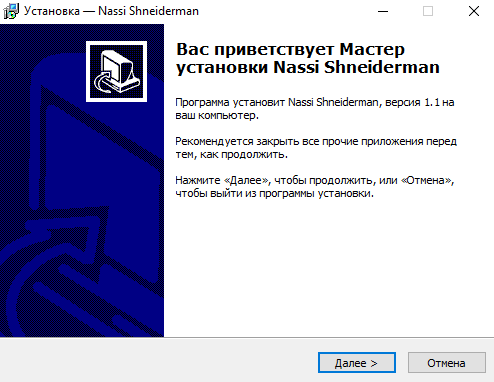 Установка — Nassi Shneiderman
Вас приветствует Мастер
установки Nassi Shneiderman
Программа установит Nassi Shneiderman, версия 1.1 на
ваш компьютер.
Рекомендуется закрыть все прочие приложения перед
тем, как продолжить.
Нажмите «Далее», чтобы продолжить, или «Отмена»,
чтобы выйти из программы установки.
Далее >
Отмена